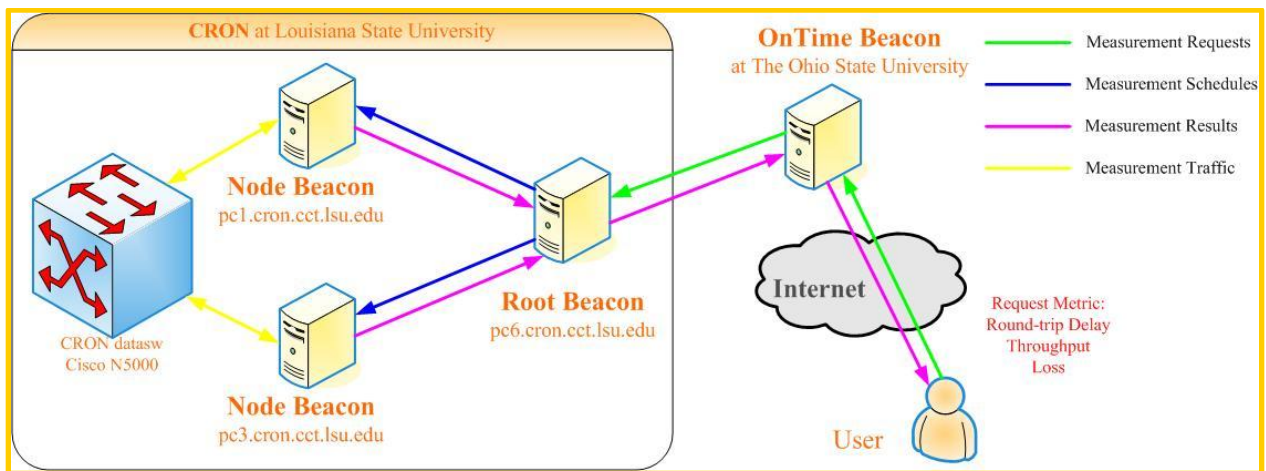 CRON at Louisiana State University
OnTime Beacon
at The Ohio State University
Measurement Requests
Measurement Schedules
Measurement Results
Measurement Traffic
Node Beacon
pc1.cron.cct.lsu.edu
CRON datasw
Cisco N5000
Root Beacon
pc6.cron.cct.lsu.edu
Node Beacon
pc3.cron.cct.lsu.edu
Internet
Request Metric:
Round-trip Delay
Throughput
Loss
User